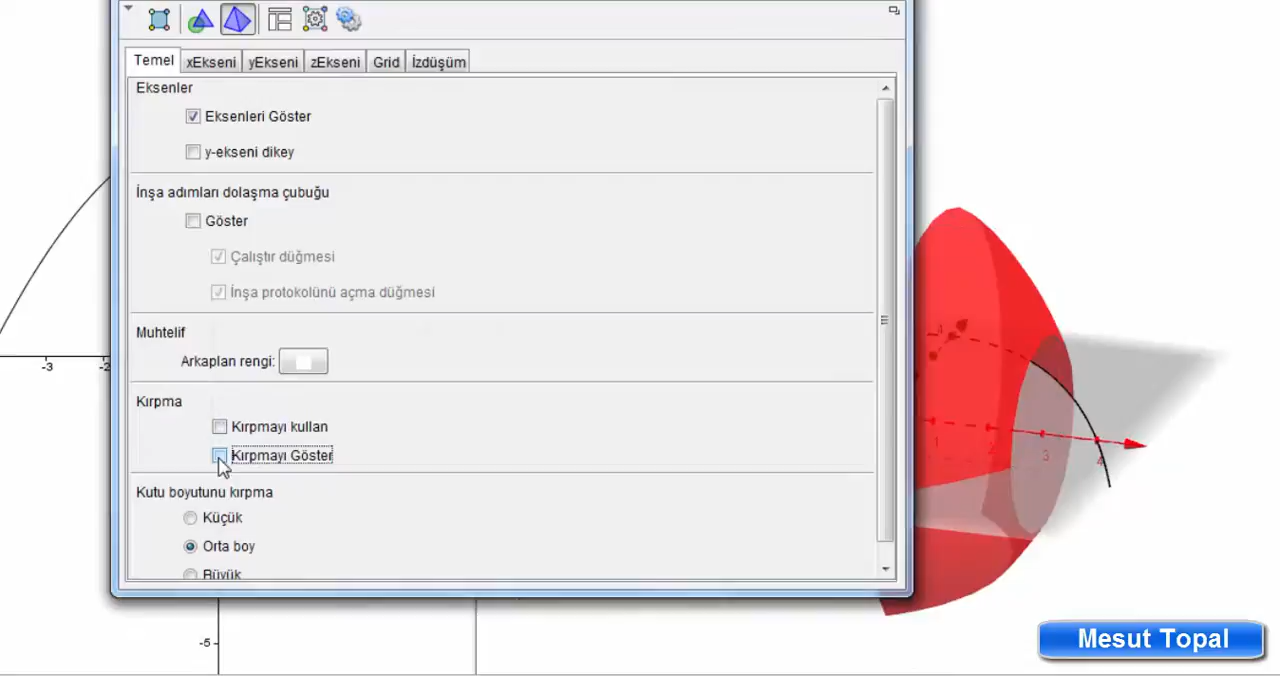 Temel xEkseni yEkseni zEkseni Grid İzdüşüm
Eksenler
Eksenleri Göster
y-ekseni dikey
İnşa adımları dolaşma çubuğu
Göster
Çalıştır düğmesi
İnşa protokolünü açma düğmesi
Muhtelif
Arkaplan rengi:
Kırpma
Kırpmayı kullan
Kırpmayı Göster
Kutu boyutunu kırpma
Küçük
Orta boy
Büyük
-3 -2
-5
-4
1 2 3 4
Mesut Topal